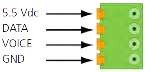 5.5 Vdc
DATA
VOICE
GND